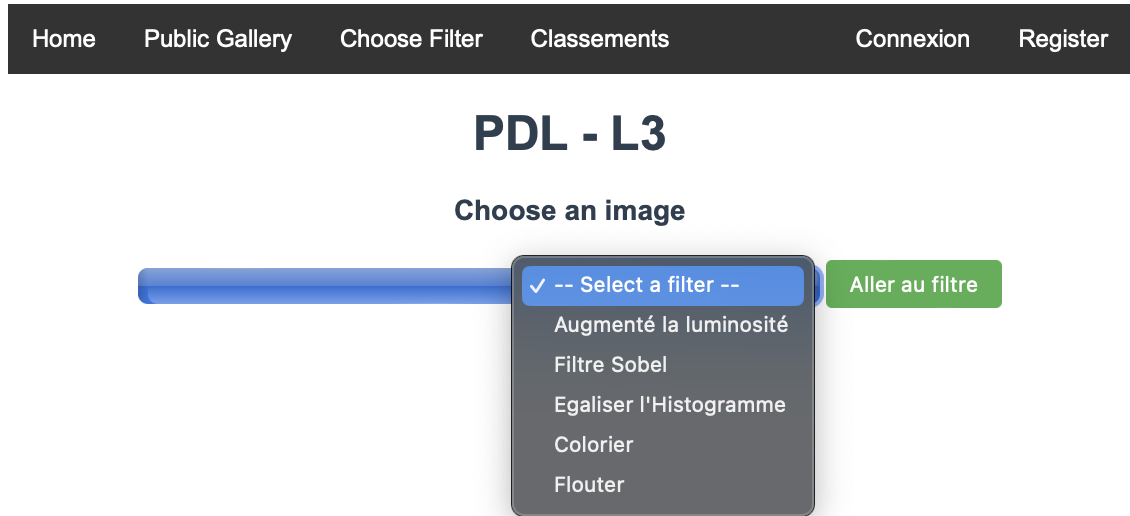 Home Public Gallery Choose Filter Classements Connexion Register
PDL - L3
Choose an image
✓ -- Select a filter -- Aller au filtre
Augmenté la luminosité
Filtre Sobel
Egaliser l'Histogramme
Colorier
Flouter